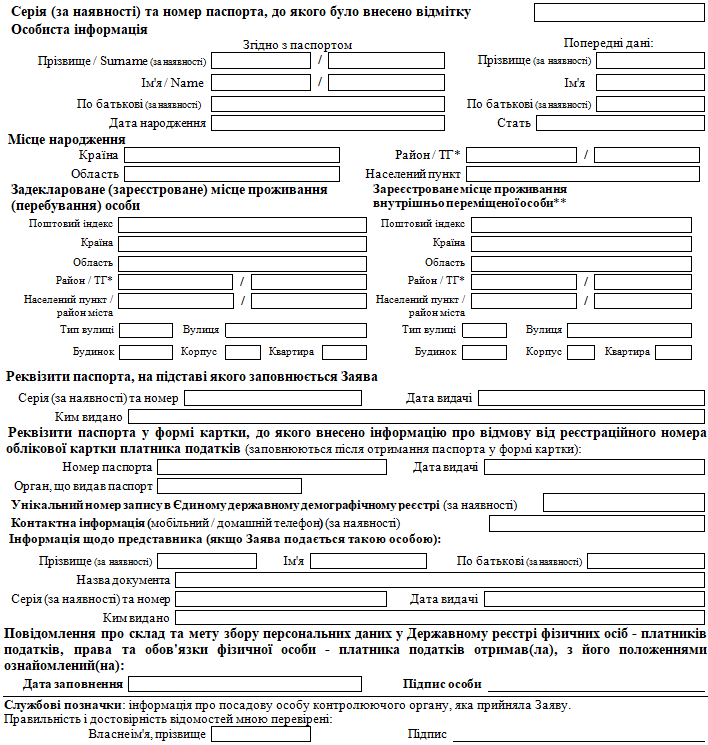 Серія (за наявності) та номер паспорта, до якого було внесено відмітку
Особиста інформація
Згідно з паспортом Попередні дані:
Прізвище / Surname (за наявності) / Прізвище (за наявності)
Ім'я / Name / Ім'я
По батькові (за наявності) По батькові (за наявності)
Дата народження Стать
Місце народження
Країна Район / ТГ* /
Область Населений пункт
Задеклароване (зареєстроване) місце проживання Зареєстроване місце проживання
(перебування) особи внутрішньо переміщеної особи**
Поштовий індекс Поштовий індекс
Країна Країна
Область Область
Район / ТГ* / Район / ТГ* /
Населений пункт / / Населений пункт / /
район міста район міста
Тип вулиці Вулиця Тип вулиці Вулиця
Будинок Корпус Квартира Будинок Корпус Квартира
Реквізити паспорта, на підставі якого заповнюється Заява
Серія (за наявності) та номер Дата видачі
Ким видано
Реквізити паспорта у формі картки, до якого внесено інформацію про відмову від реєстраційного номера
облікової картки платника податків (заповнюються після отримання паспорта у формі картки):
Номер паспорта Дата видачі
Орган, що видав паспорт
Унікальний номер запису в Єдиному державному демографічному реєстрі (за наявності)
Контактна інформація (мобільний / домашній телефон) (за наявності)
Інформація щодо представника (якщо Заява подається такою особою):
Прізвище (за наявності) Ім'я По батькові (за наявності)
Назва документа
Серія (за наявності) та номер Дата видачі
Ким видано
Повідомлення про склад та мету збору персональних даних у Державному реєстрі фізичних осіб - платників
податків, права та обов'язки фізичної особи - платника податків отримав(ла), з його положеннями
ознайомлений(на):
Дата заповнення Підпис особи
Службові позначки: інформація про посадову особу контролюючого органу, яка прийняла Заяву.
Правильність і достовірність відомостей мною перевірені:
Власне ім'я, прізвище Підпис